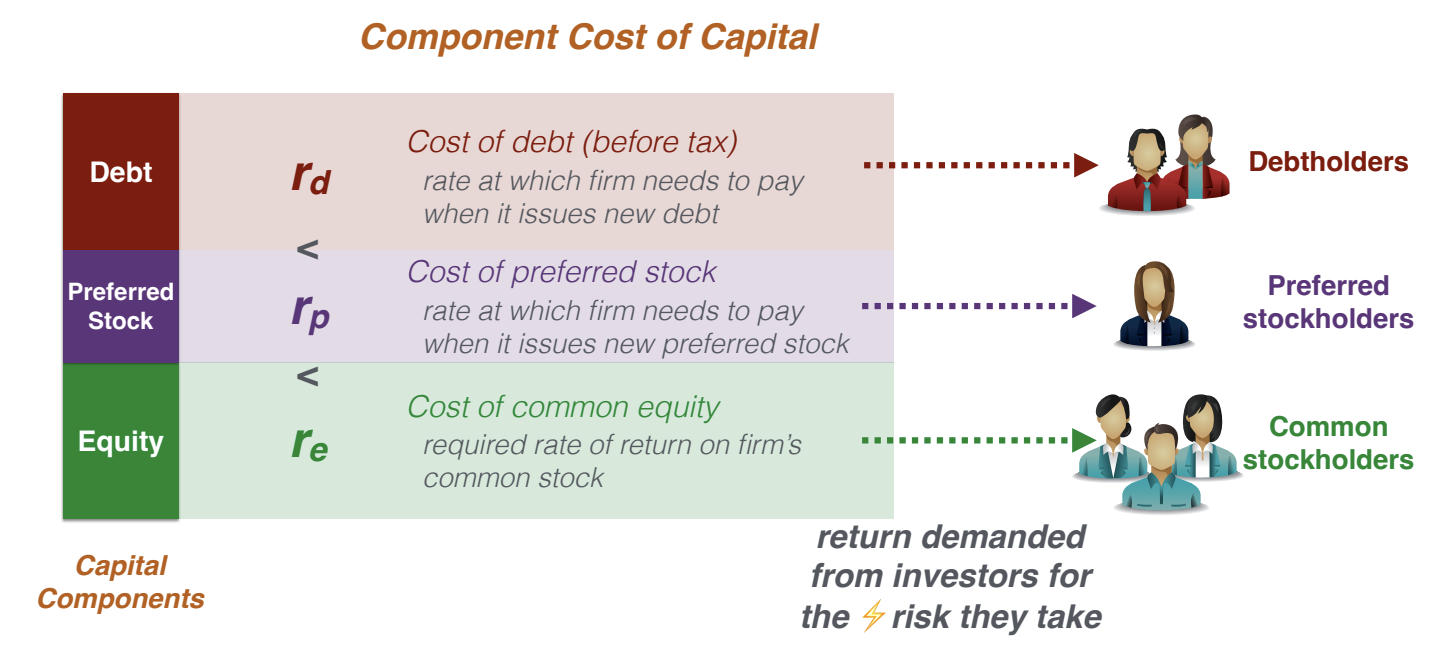 Component Cost of Capital
Debt
r_d
Cost of debt (before tax)
rate at which firm needs to pay
when it issues new debt
Debtholders
<
Preferred
Stock
r_p
Cost of preferred stock
rate at which firm needs to pay
when it issues new preferred stock
Preferred
stockholders
<
Equity
r_e
Cost of common equity
required rate of return on firm's
common stock
Common
stockholders
Capital
Components
return demanded
from investors for
the ⚡ risk they take